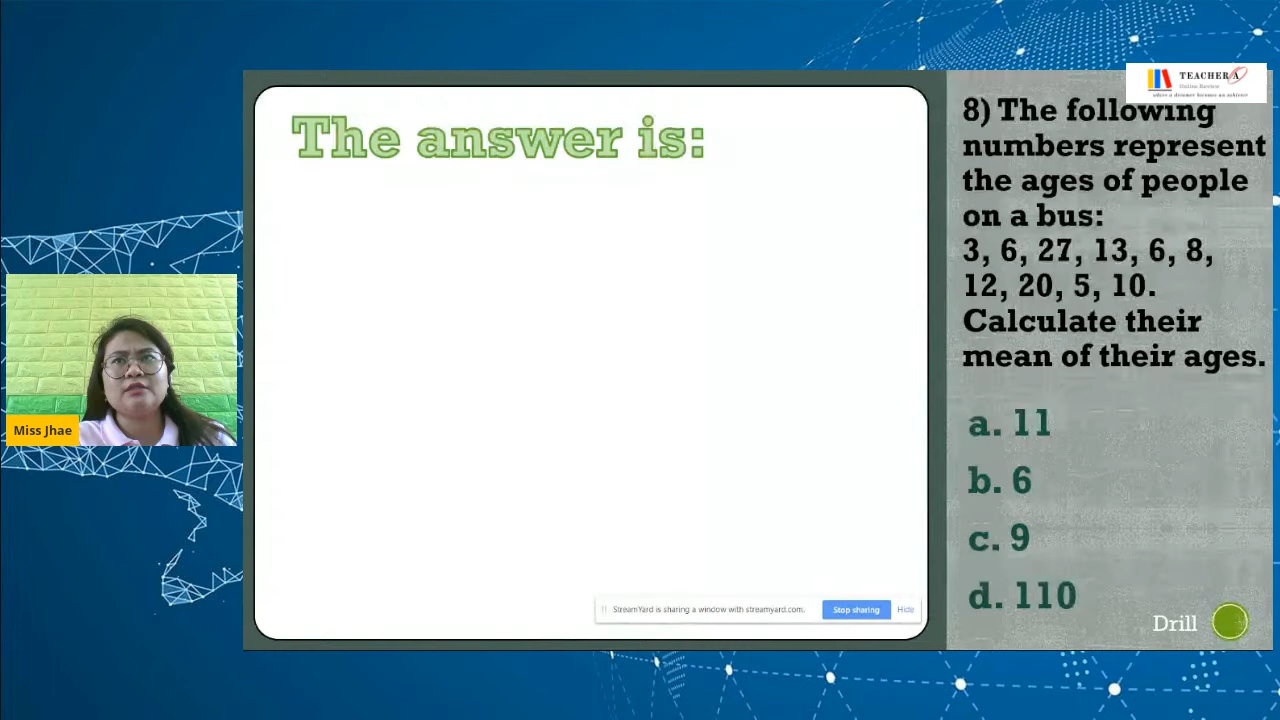 The answer is:
Miss Jhae
StreamYard is sharing a window with streamyard.com.
Stop sharing
Hide
TEACHER A
Online Review
where a dreamer becomes an achiever
8) The following
numbers represent
the ages of people
on a bus:
3, 6, 27, 13, 6, 8,
12, 20, 5, 10.
Calculate their
mean of their ages.
a. 11
b. 6
c. 9
d. 110
Drill